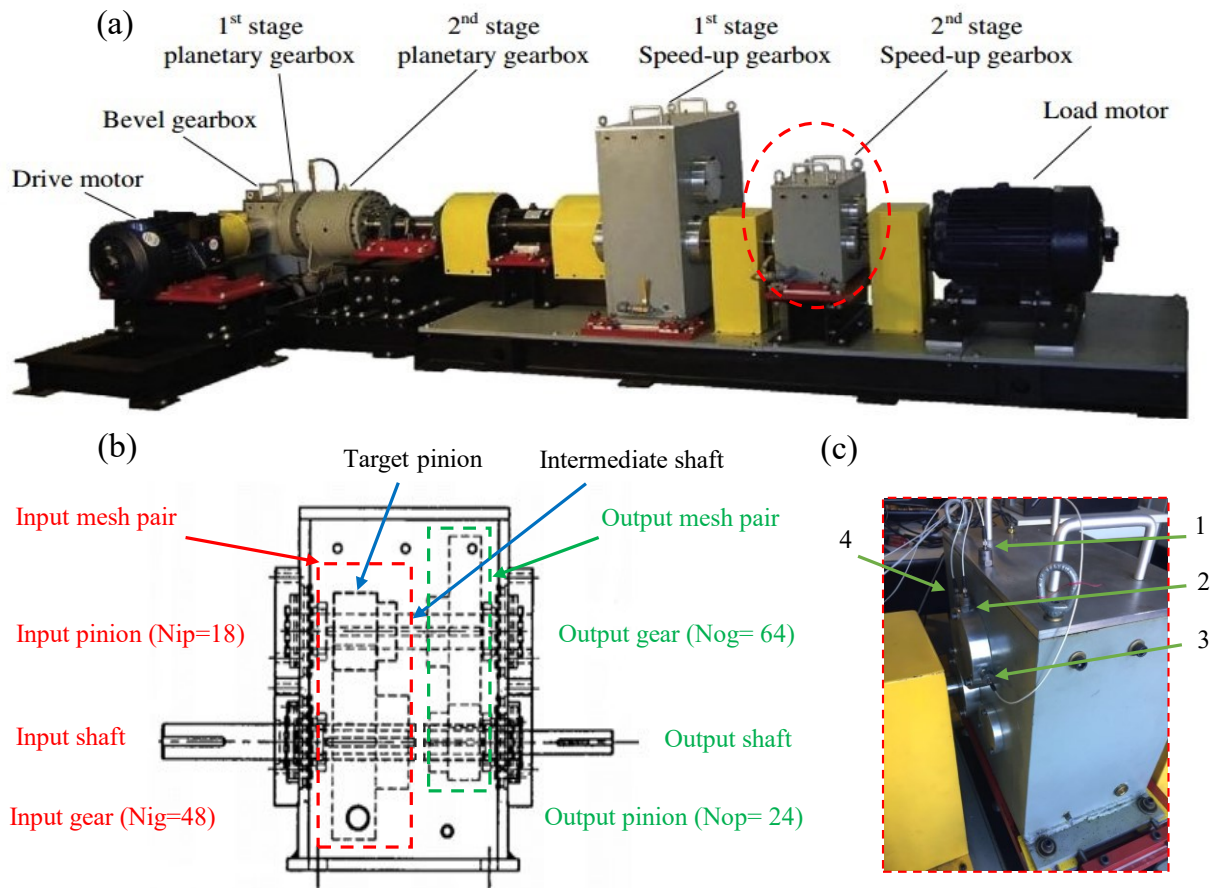 (a)
1st stage
planetary gearbox
2nd stage
planetary gearbox
1st stage
Speed-up gearbox
2nd stage
Speed-up gearbox
Bevel gearbox
Load motor
Drive motor
(b)
Target pinion
Intermediate shaft
Input mesh pair
Output mesh pair
Input pinion (Nip=18)
Output gear (Nog= 64)
Input shaft
Output shaft
Input gear (Nig=48)
Output pinion (Nop= 24)
(c)
1
4
2
3